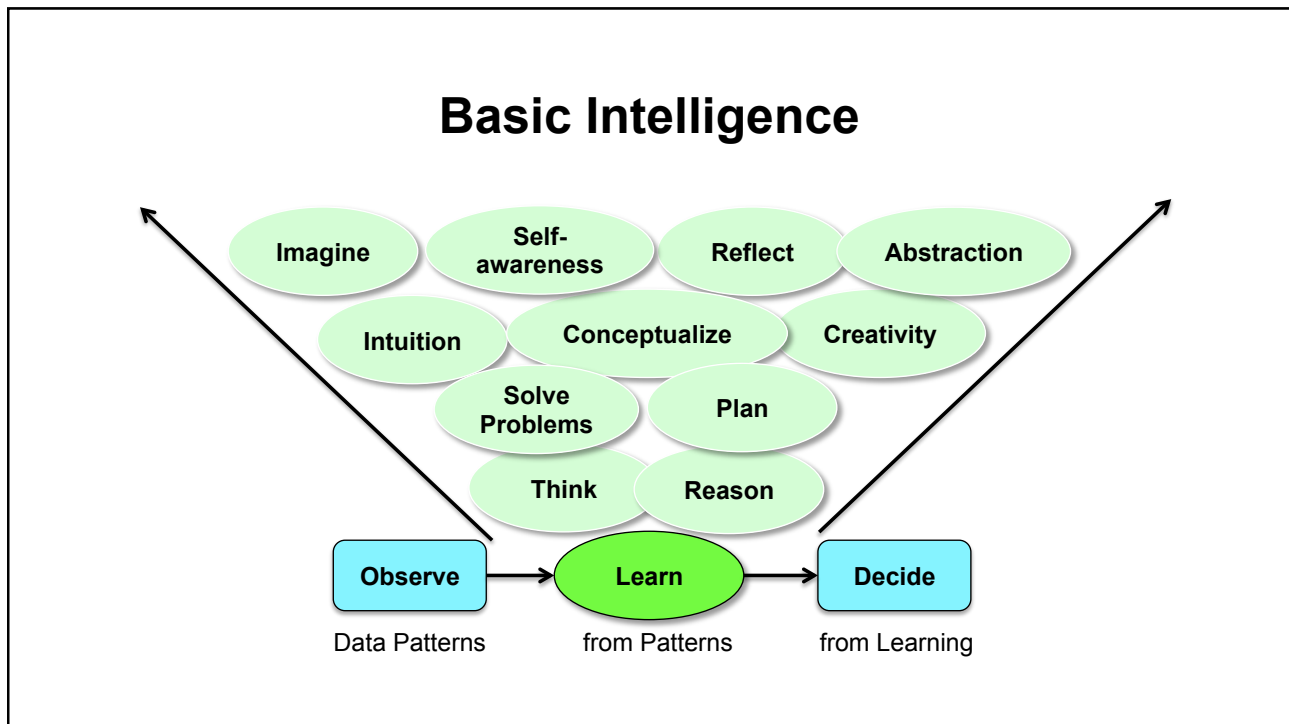 Basic Intelligence
Imagine
Self-
awareness
Reflect
Abstraction
Intuition
Conceptualize
Creativity
Solve
Problems
Plan
Think
Reason
Observe
Learn
Decide
Data Patterns
from Patterns
from Learning